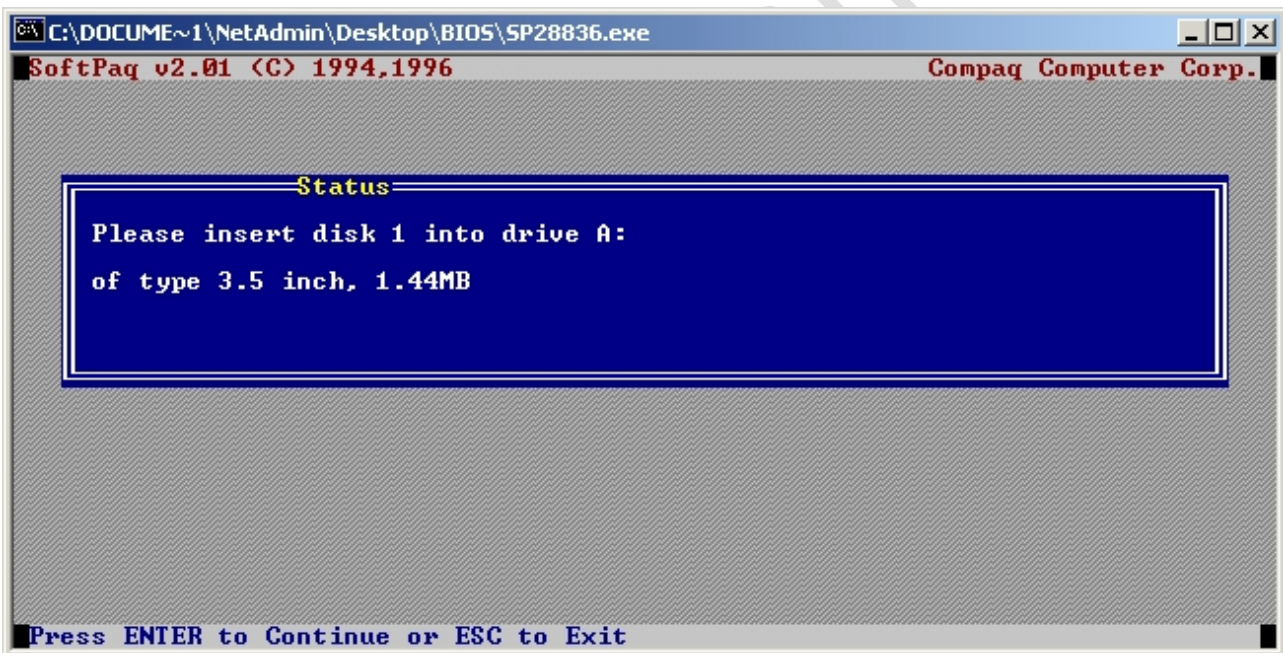 C:\DOCUME~1\NetAdmin\Desktop\BIOS\SP28836.exe
SoftPaq v2.01 (C) 1994,1996 Compaq Computer Corp.
Status
Please insert disk 1 into drive A:
of type 3.5 inch, 1.44MB
Press ENTER to Continue or ESC to Exit